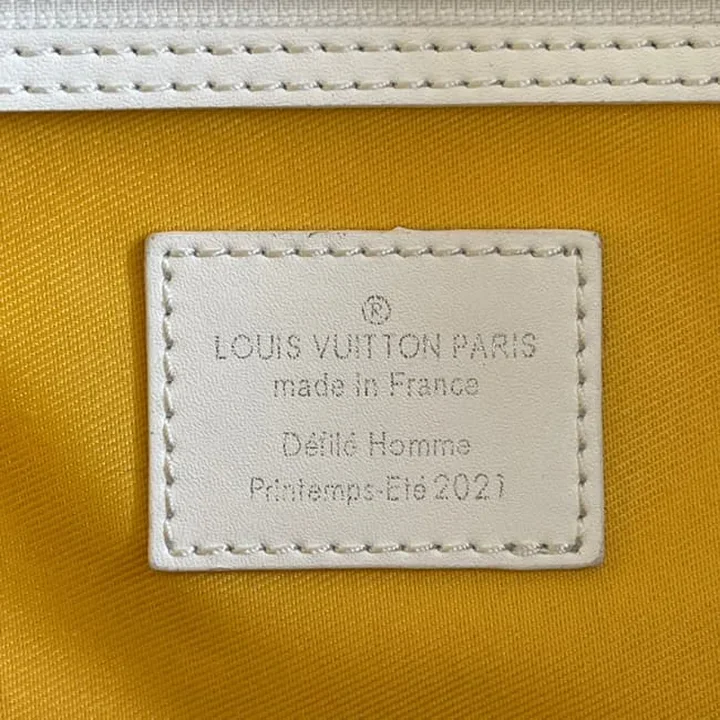 ®
LOUIS VUITTON PARIS
made in France
Défilé Homme
Printemps-Eté 2021